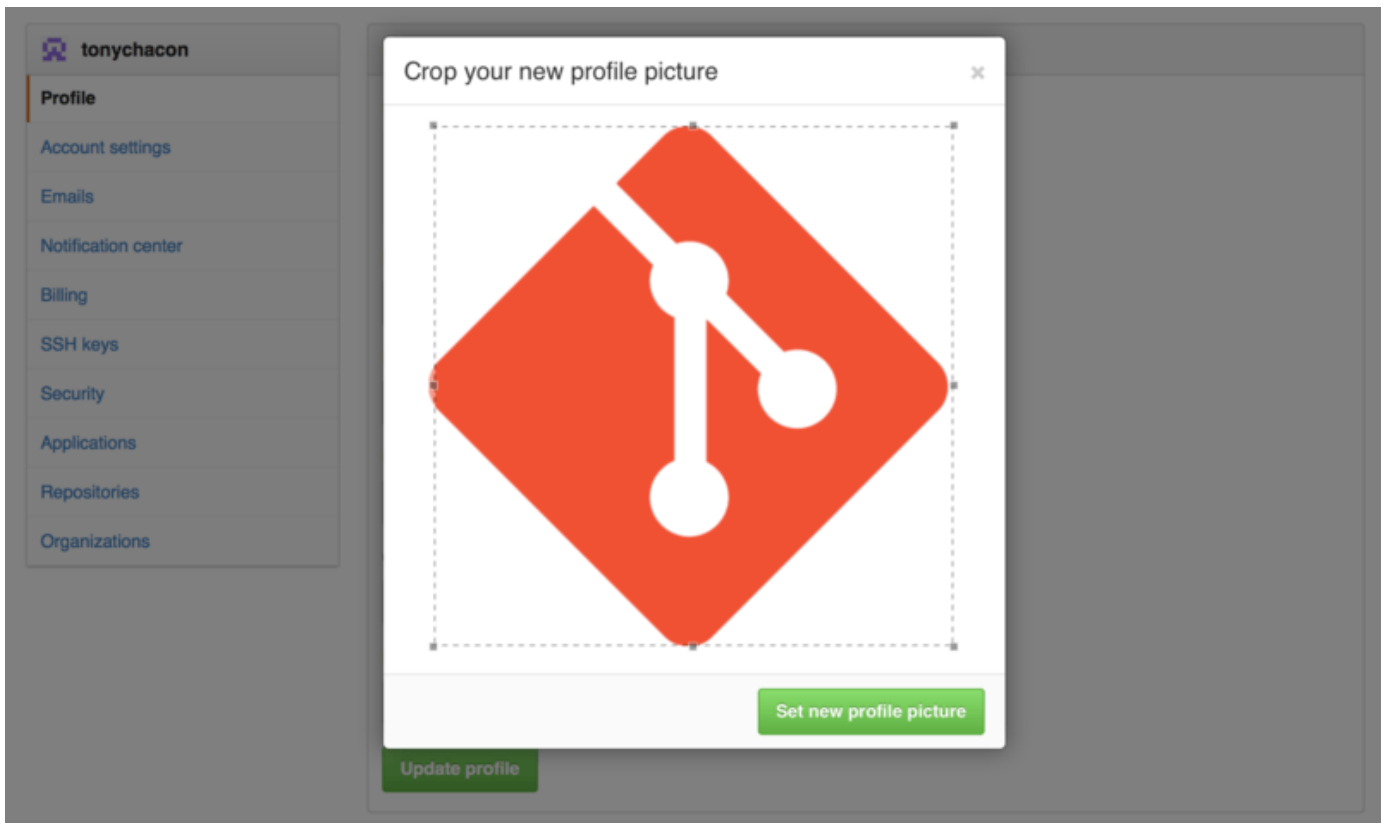 tonychacon
Profile
Account settings
Emails
Notification center
Billing
SSH keys
Security
Applications
Repositories
Organizations
Crop your new profile picture
×
Set new profile picture
Update profile